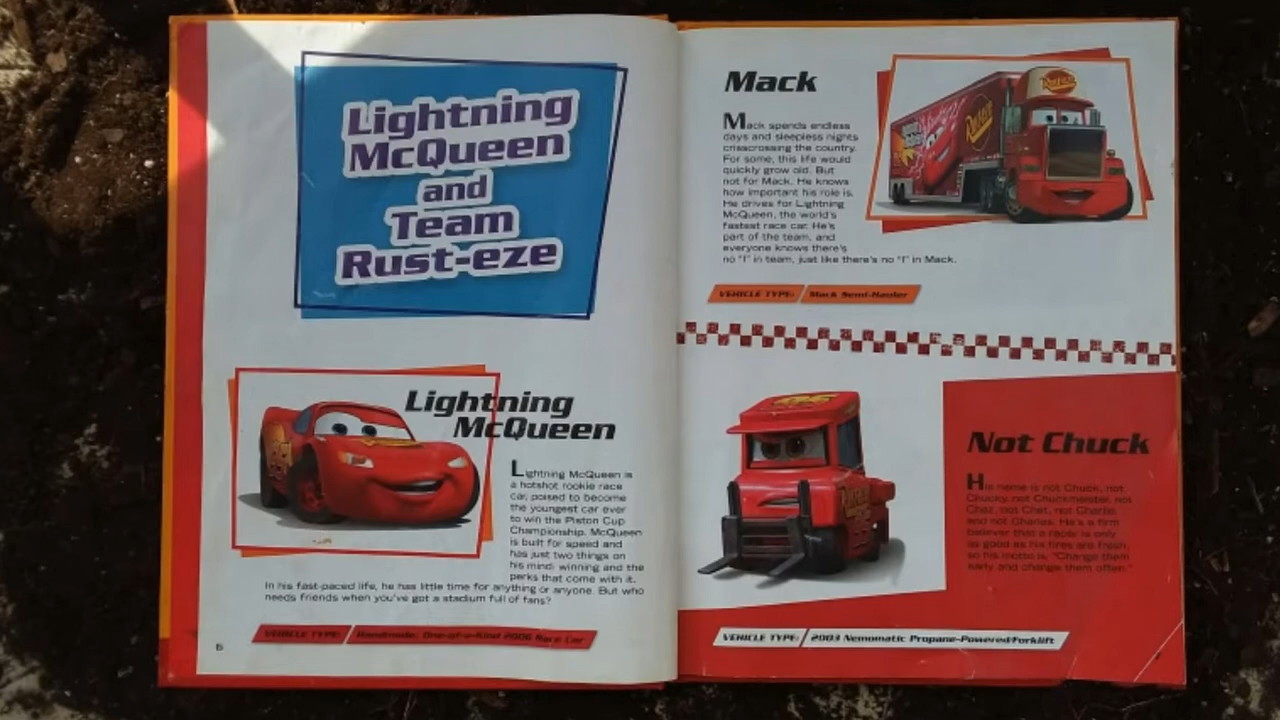 Lightning
McQueen
and
Team
Rust-eze
Lightning
McQueen
Lightning McQueen is
a hotshot rookie race
car, poised to become
the youngest car ever
to win the Piston Cup
Championship. McQueen
is built for speed and
has just two things on
his mind: winning and the
perks that come with it.
In his fast-paced life, he has little time for anything or anyone. But who
needs friends when you've got a stadium full of fans?
VEHICLE TYPE: Handmade, One-of-a-Kind 2006 Race Car
6
Mack
Mack spends endless
days and sleepless nights
crisscrossing the country.
For some, this life would
quickly grow old. But
not for Mack. He knows
how important his role is.
He drives for Lightning
McQueen, the world's
fastest race car. He's
part of the team, and
everyone knows there's
no "I" in team, just like there's no "I" in Mack.
VEHICLE TYPE: Mack Semi-Hauler
Not Chuck
His name is not Chuck, not
Chucky, not Chuckmeister, not
Chaz, not Chet, not Charlie,
and not Charles. He's a firm
believer that a racer is only
as good as his tires are fresh,
so his motto is, "Change them
early and change them often."
VEHICLE TYPE: 2003 Nemomatic Propane-Powered Forklift